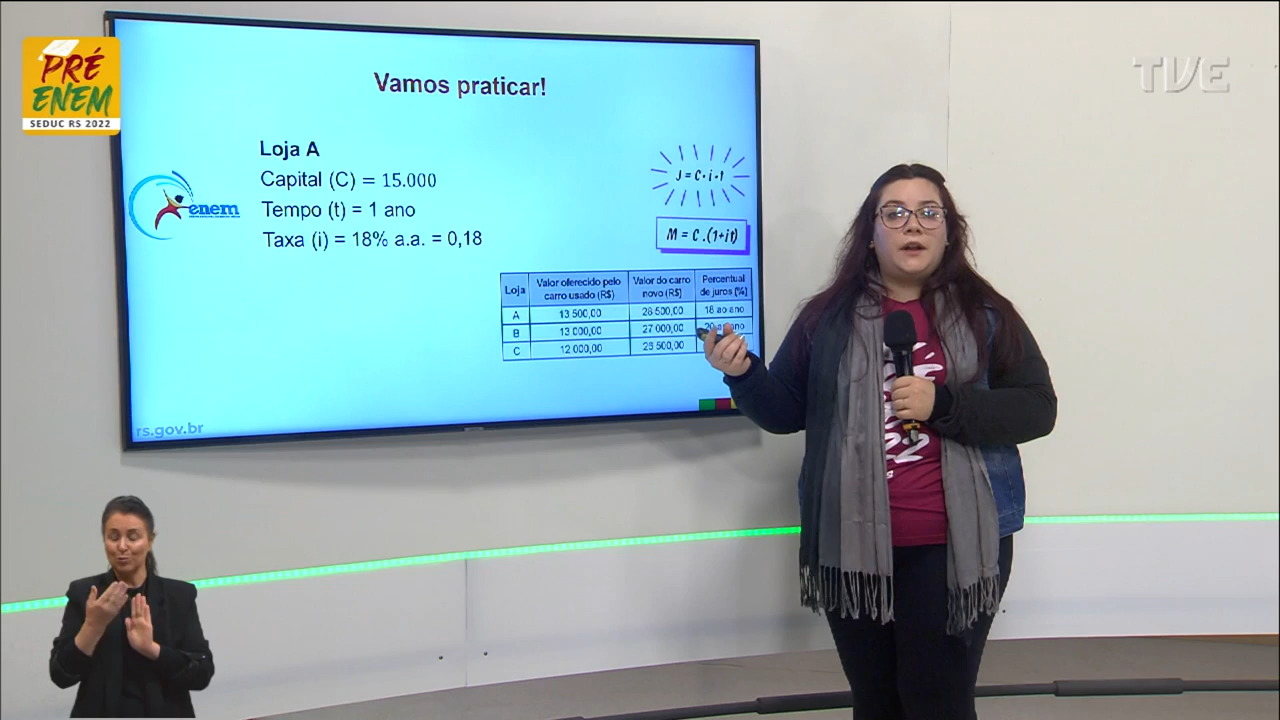 PRÉ
ENEM
SEDUC RS 2022
TVE
Vamos praticar!
Loja A
Capital (C) = 15.000
Tempo (t) = 1 ano
Taxa (i) = 18% a.a. = 0,18
enem
J = C · i · t
M = C .(1+it)
Loja Valor oferecido pelo carro usado (R$) Valor do carro novo (R$) Percentual de juros (%)
A 13 500,00 28 500,00 18 ao ano
B 13 000,00 27 000,00 20 ao ano
C 12 000,00 26 500,00
rs.gov.br